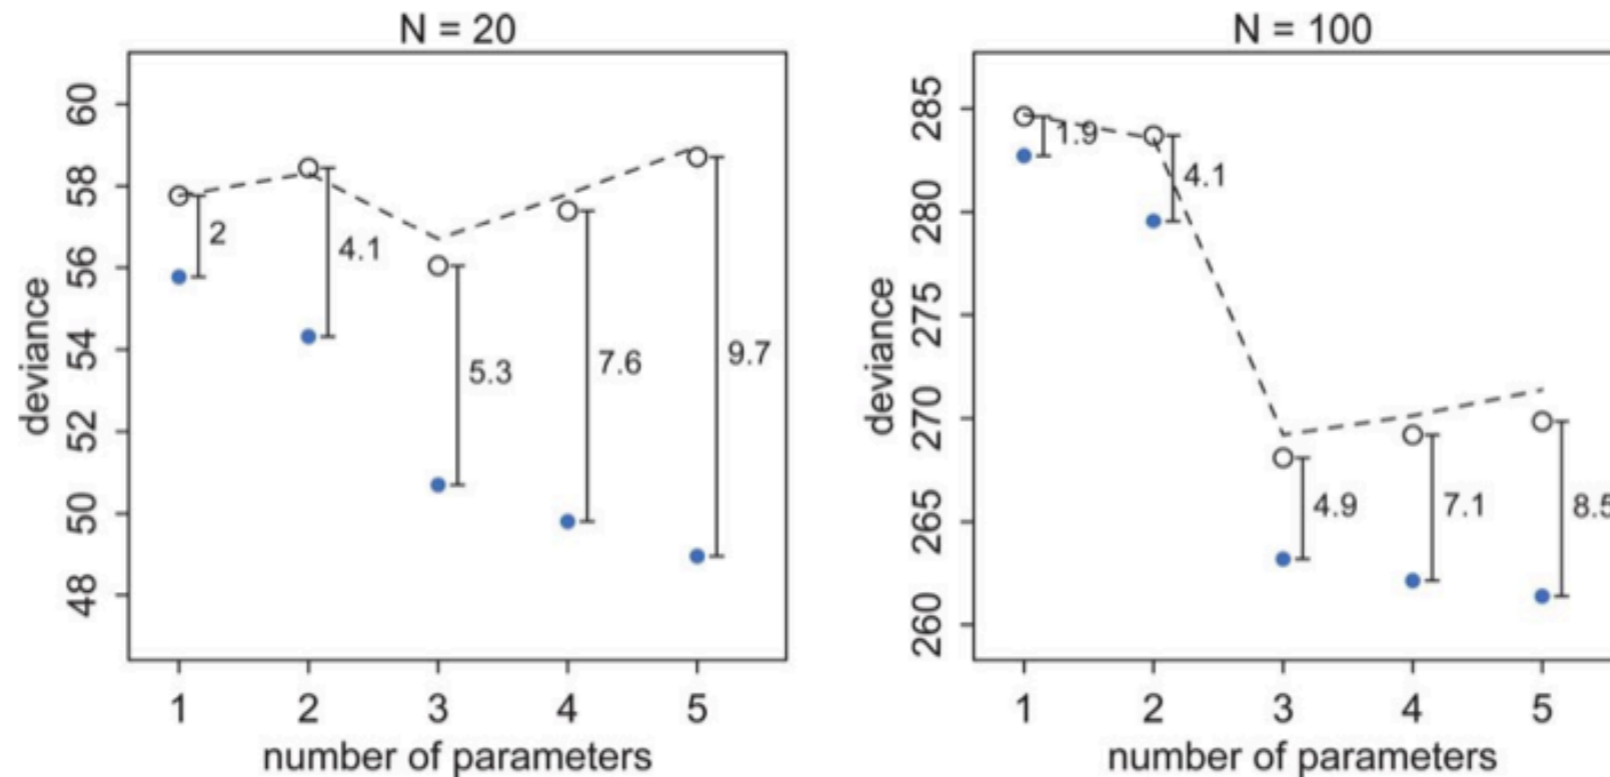 N = 20
deviance
60
58
56
54
52
50
48
2
4.1
5.3
7.6
9.7
1 2 3 4 5
number of parameters
N = 100
deviance
285
280
275
270
265
260
1.9
4.1
4.9
7.1
8.5
1 2 3 4 5
number of parameters